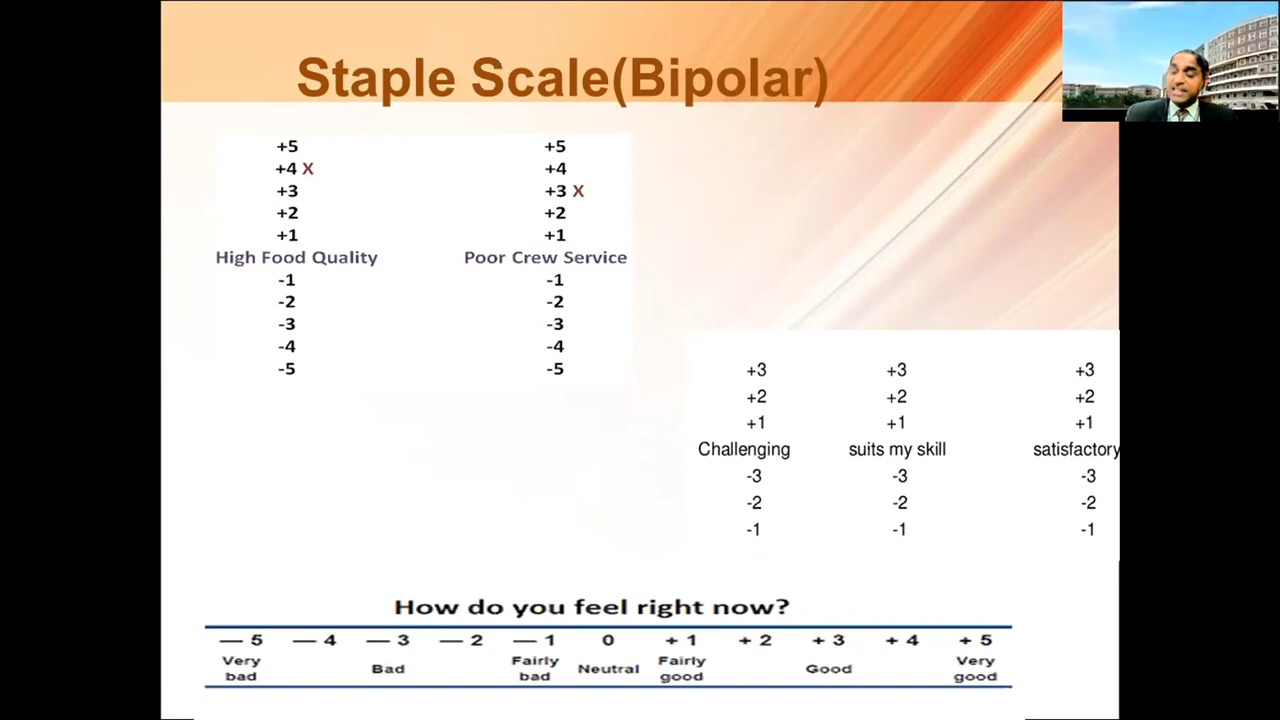 Staple Scale(Bipolar)
+5 +5
+4 X +4
+3 +3 X
+2 +2
+1 +1
High Food Quality Poor Crew Service
-1 -1
-2 -2
-3 -3
-4 -4
-5 -5
+3 +3 +3
+2 +2 +2
+1 +1 +1
Challenging suits my skill satisfactory
-3 -3 -3
-2 -2 -2
-1 -1 -1
How do you feel right now?
— 5 — 4 — 3 — 2 — 1 0 + 1 + 2 + 3 + 4 + 5
Very bad Bad Fairly bad Neutral Fairly good Good Very good